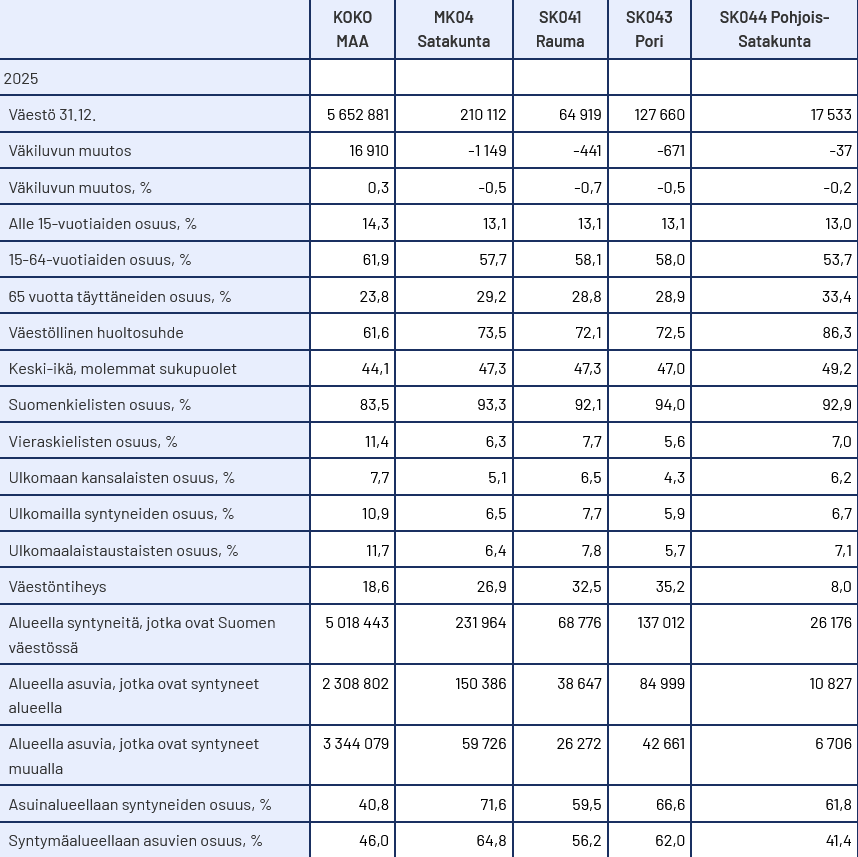 KOKO MK04 SK041 SK043 SK044 Pohjois-
MAA Satakunta Rauma Pori Satakunta
2025
Väestö 31.12. 5 652 881 210 112 64 919 127 660 17 533
Väkiluvun muutos 16 910 -1 149 -441 -671 -37
Väkiluvun muutos, % 0,3 -0,5 -0,7 -0,5 -0,2
Alle 15-vuotiaiden osuus, % 14,3 13,1 13,1 13,1 13,0
15-64-vuotiaiden osuus, % 61,9 57,7 58,1 58,0 53,7
65 vuotta täyttäneiden osuus, % 23,8 29,2 28,8 28,9 33,4
Väestöllinen huoltosuhde 61,6 73,5 72,1 72,5 86,3
Keski-ikä, molemmat sukupuolet 44,1 47,3 47,3 47,0 49,2
Suomenkielisten osuus, % 83,5 93,3 92,1 94,0 92,9
Vieraskielisten osuus, % 11,4 6,3 7,7 5,6 7,0
Ulkomaan kansalaisten osuus, % 7,7 5,1 6,5 4,3 6,2
Ulkomailla syntyneiden osuus, % 10,9 6,5 7,7 5,9 6,7
Ulkomaalaistaustaisten osuus, % 11,7 6,4 7,8 5,7 7,1
Väestöntiheys 18,6 26,9 32,5 35,2 8,0
Alueella syntyneitä, jotka ovat Suomen 5 018 443 231 964 68 776 137 012 26 176
väestössä
Alueella asuvia, jotka ovat syntyneet 2 308 802 150 386 38 647 84 999 10 827
alueella
Alueella asuvia, jotka ovat syntyneet 3 344 079 59 726 26 272 42 661 6 706
muualla
Asuinalueellaan syntyneiden osuus, % 40,8 71,6 59,5 66,6 61,8
Syntymäalueellaan asuvien osuus, % 46,0 64,8 56,2 62,0 41,4